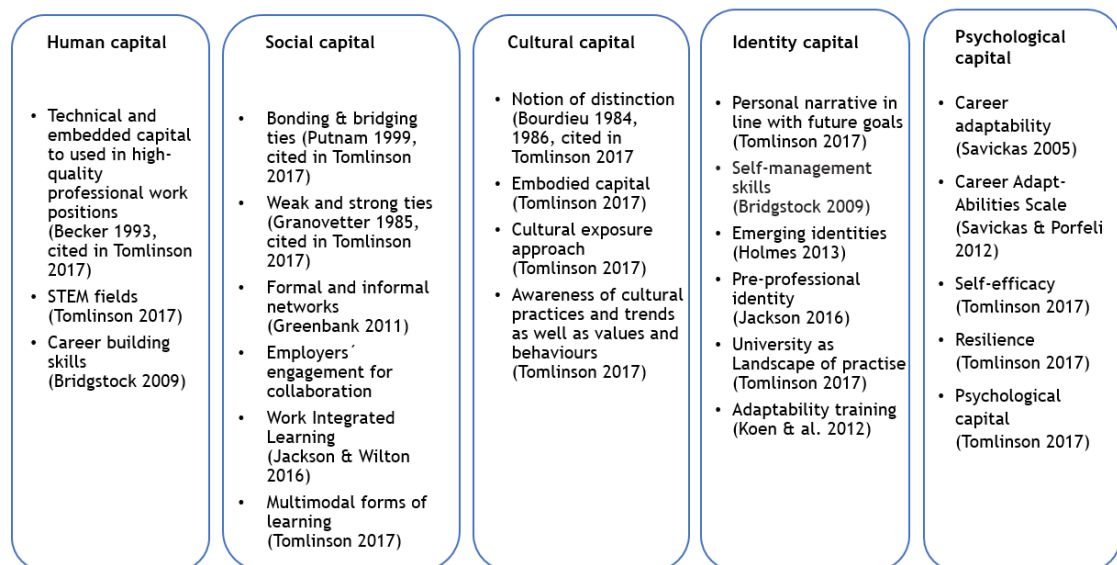 Human capital
• Technical and
embedded capital
to used in high-
quality
professional work
positions
(Becker 1993,
cited in Tomlinson
2017)
• STEM fields
(Tomlinson 2017)
• Career building
skills
(Bridgstock 2009)
Social capital
• Bonding & bridging
ties (Putnam 1999,
cited in Tomlinson
2017)
• Weak and strong ties
(Granovetter 1985,
cited in Tomlinson
2017)
• Formal and informal
networks
(Greenbank 2011)
• Employers´
engagement for
collaboration
• Work Integrated
Learning
(Jackson & Wilton
2016)
• Multimodal forms of
learning
(Tomlinson 2017)
Cultural capital
• Notion of distinction
(Bourdieu 1984,
1986, cited in
Tomlinson 2017
• Embodied capital
(Tomlinson 2017)
• Cultural exposure
approach
(Tomlinson 2017)
• Awareness of cultural
practices and trends
as well as values and
behaviours
(Tomlinson 2017)
Identity capital
• Personal narrative in
line with future goals
(Tomlinson 2017)
• Self-management
skills
(Bridgstock 2009)
• Emerging identities
(Holmes 2013)
• Pre-professional
identity
(Jackson 2016)
• University as
Landscape of practise
(Tomlinson 2017)
• Adaptability training
(Koen & al. 2012)
Psychological
capital
• Career
adaptability
(Savickas 2005)
• Career Adapt-
Abilities Scale
(Savickas & Porfeli
2012)
• Self-efficacy
(Tomlinson 2017)
• Resilience
(Tomlinson 2017)
• Psychological
capital
(Tomlinson 2017)